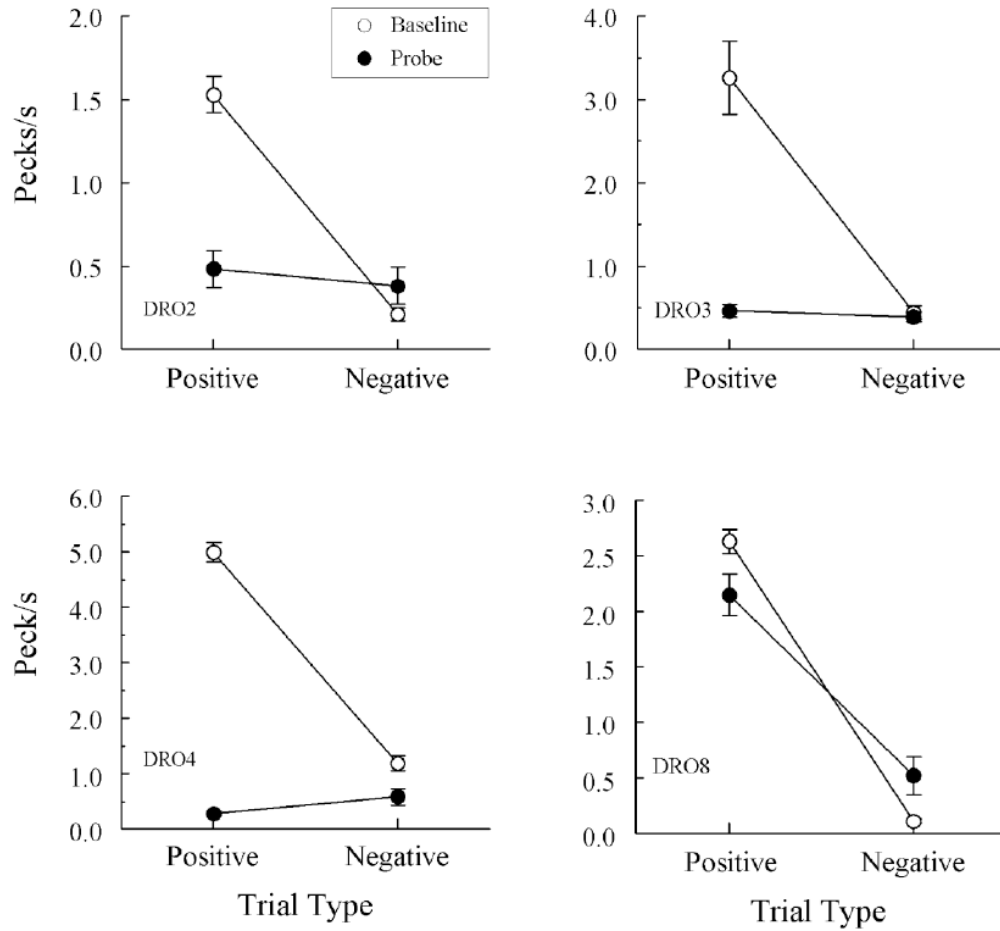 Baseline
Probe
Pecks/s
2.0
1.5
1.0
0.5
0.0
DRO2
Positive
Negative
4.0
3.0
2.0
1.0
0.0
DRO3
Positive
Negative
Peck/s
6.0
5.0
4.0
3.0
2.0
1.0
0.0
DRO4
Positive
Negative
Trial Type
3.0
2.5
2.0
1.5
1.0
0.5
0.0
DRO8
Positive
Negative
Trial Type